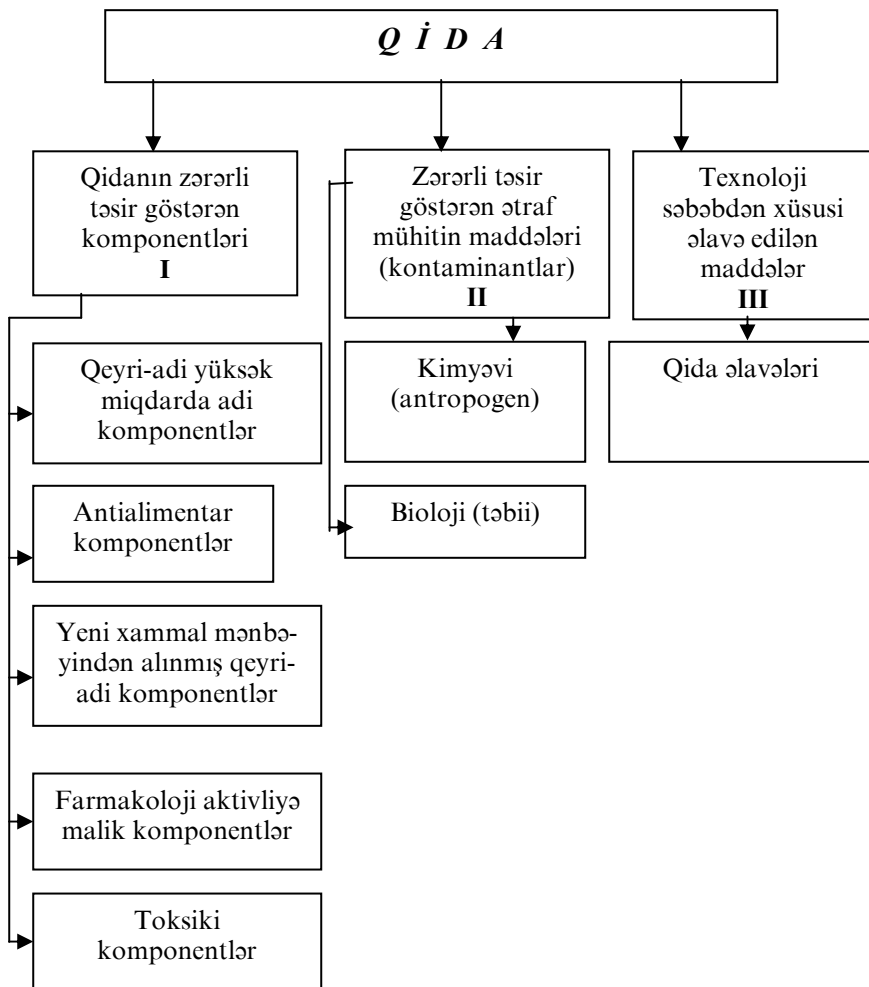 Q İ D A
Qidanın zərərli
təsir göstərən
komponentləri
I
Zərərli təsir
göstərən ətraf
mühitin maddələri
(kontaminantlar)
II
Texnoloji
səbəbdən xüsusi
əlavə edilən
maddələr
III
Qeyri-adi yüksək
miqdarda adi
komponentlər
Kimyəvi
(antropogen)
Qida əlavələri
Antialimentar
komponentlər
Bioloji (təbii)
Yeni xammal mənbə-
yindən alınmış qeyri-
adi komponentlər
Farmakoloji aktivliyə
malik komponentlər
Toksiki
komponentlər